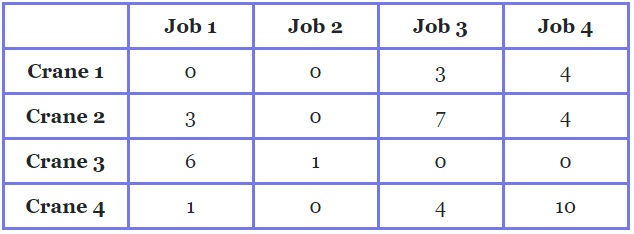 Job 1 Job 2 Job 3 Job 4
Crane 1 0 0 3 4
Crane 2 3 0 7 4
Crane 3 6 1 0 0
Crane 4 1 0 4 10